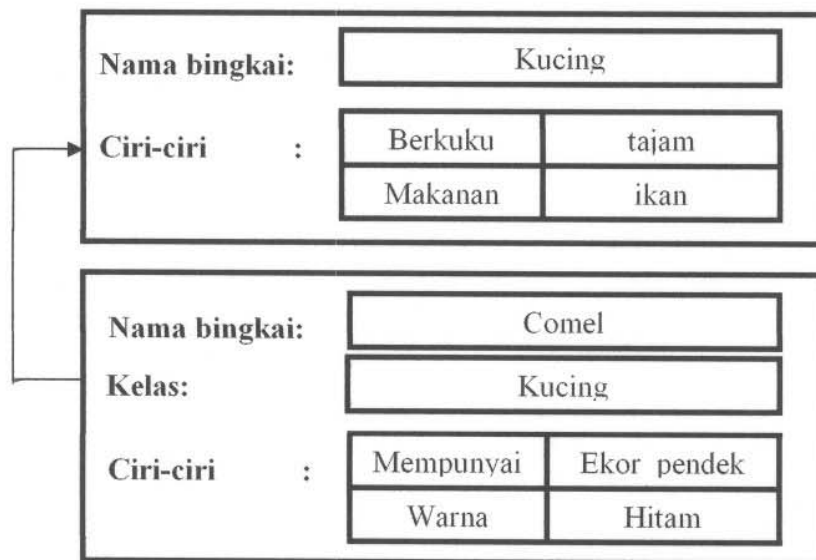 Nama bingkai: Kucing
Ciri-ciri : Berkuku tajam
Makanan ikan
Nama bingkai: Comel
Kelas: Kucing
Ciri-ciri : Mempunyai Ekor pendek
Warna Hitam